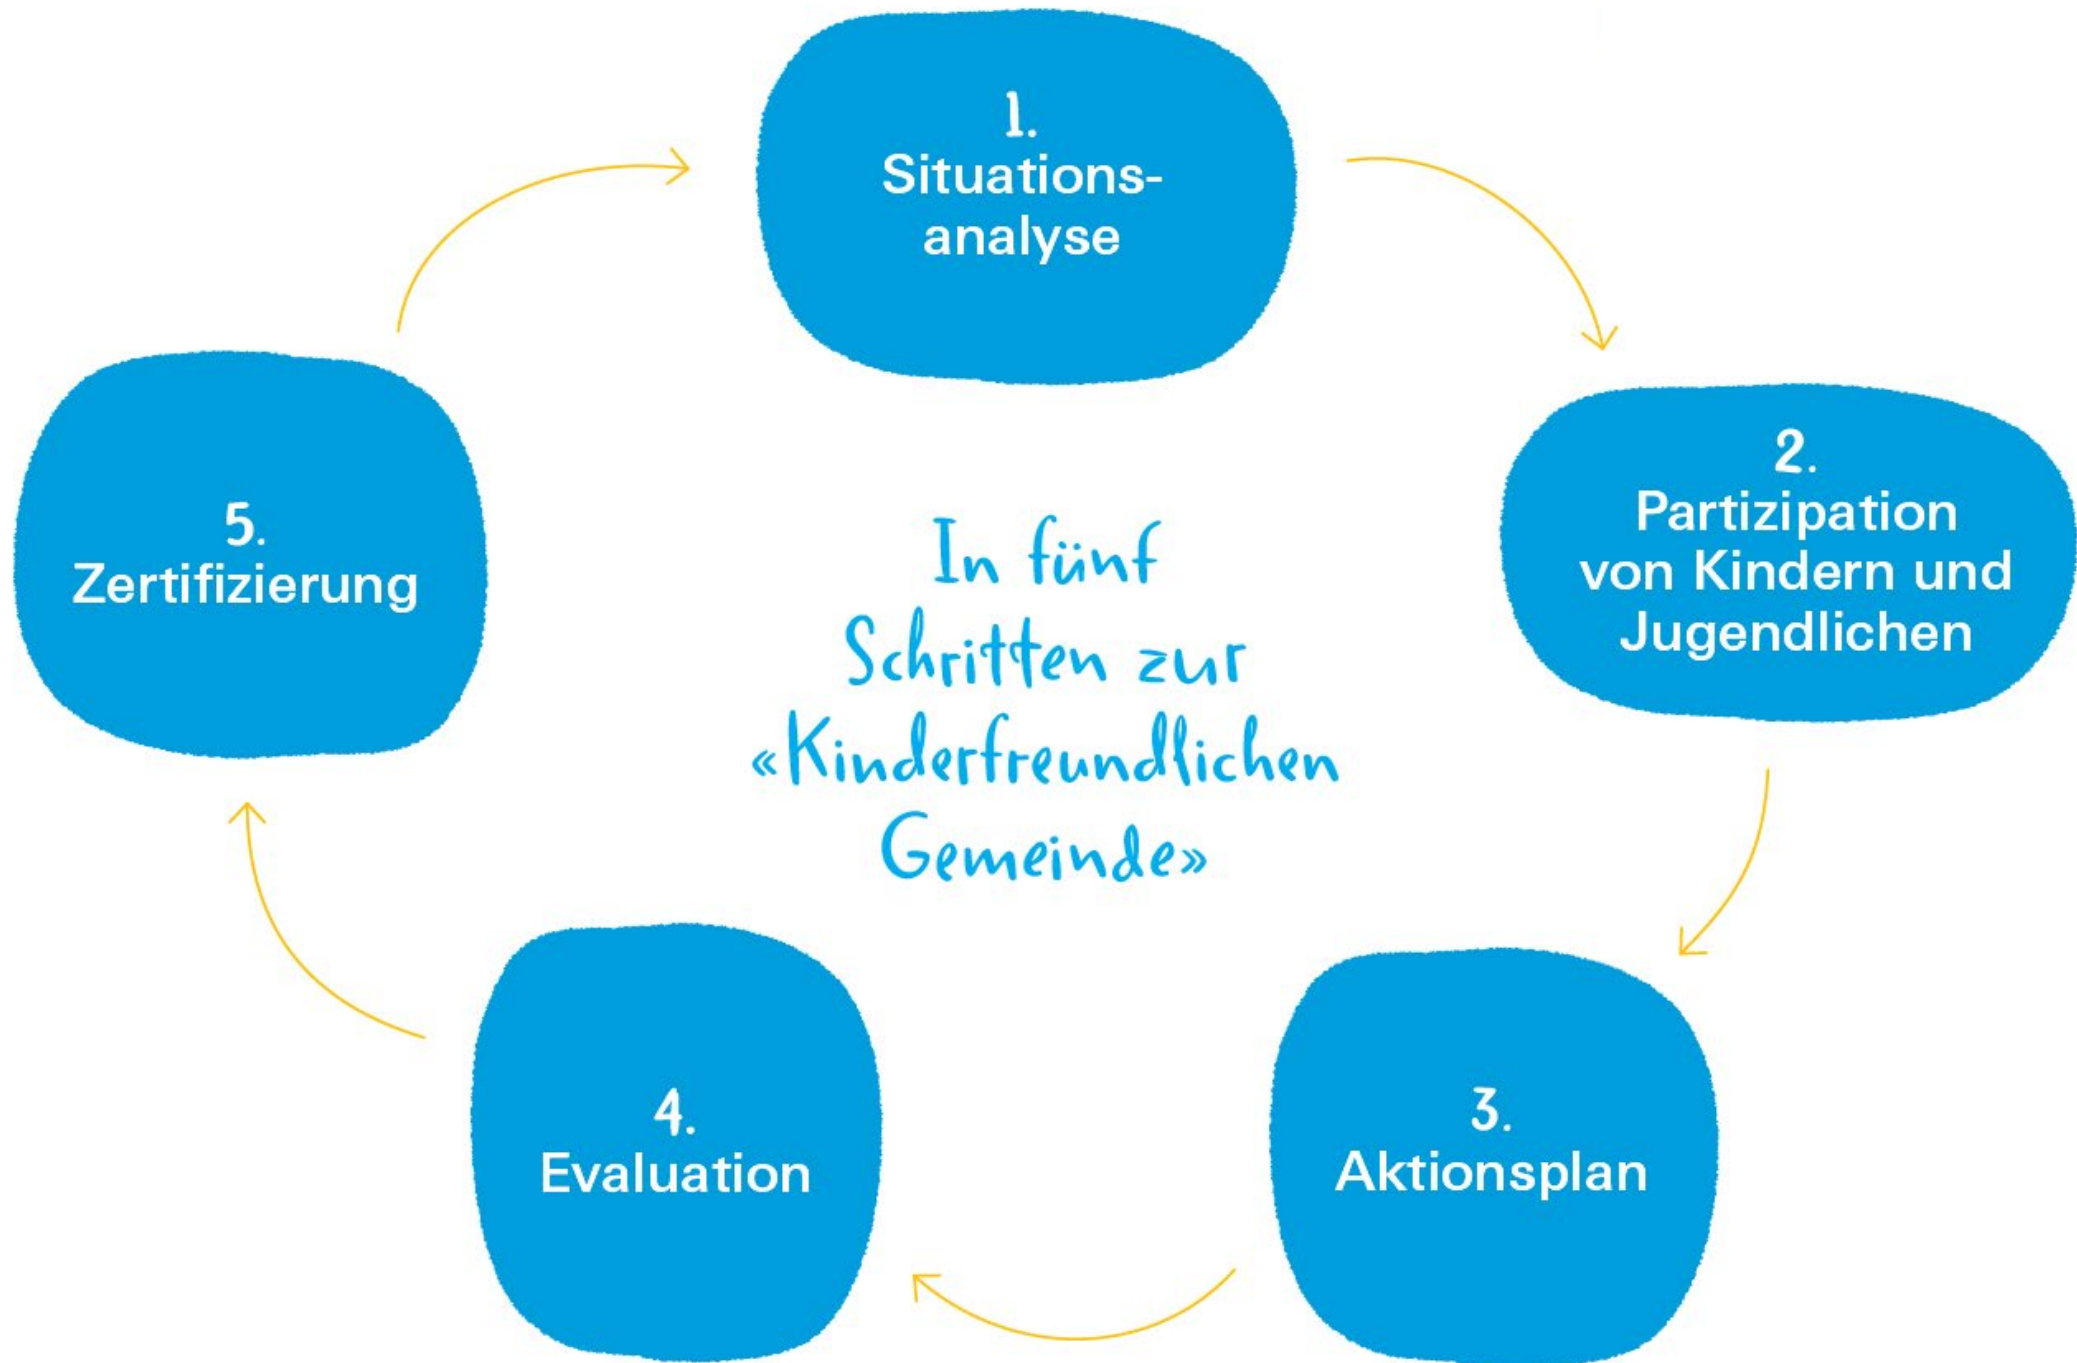 1.
Situations-
analyse
2.
Partizipation
von Kindern und
Jugendlichen
3.
Aktionsplan
4.
Evaluation
5.
Zertifizierung
In fünf
Schritten zur
«Kinderfreundlichen
Gemeinde»